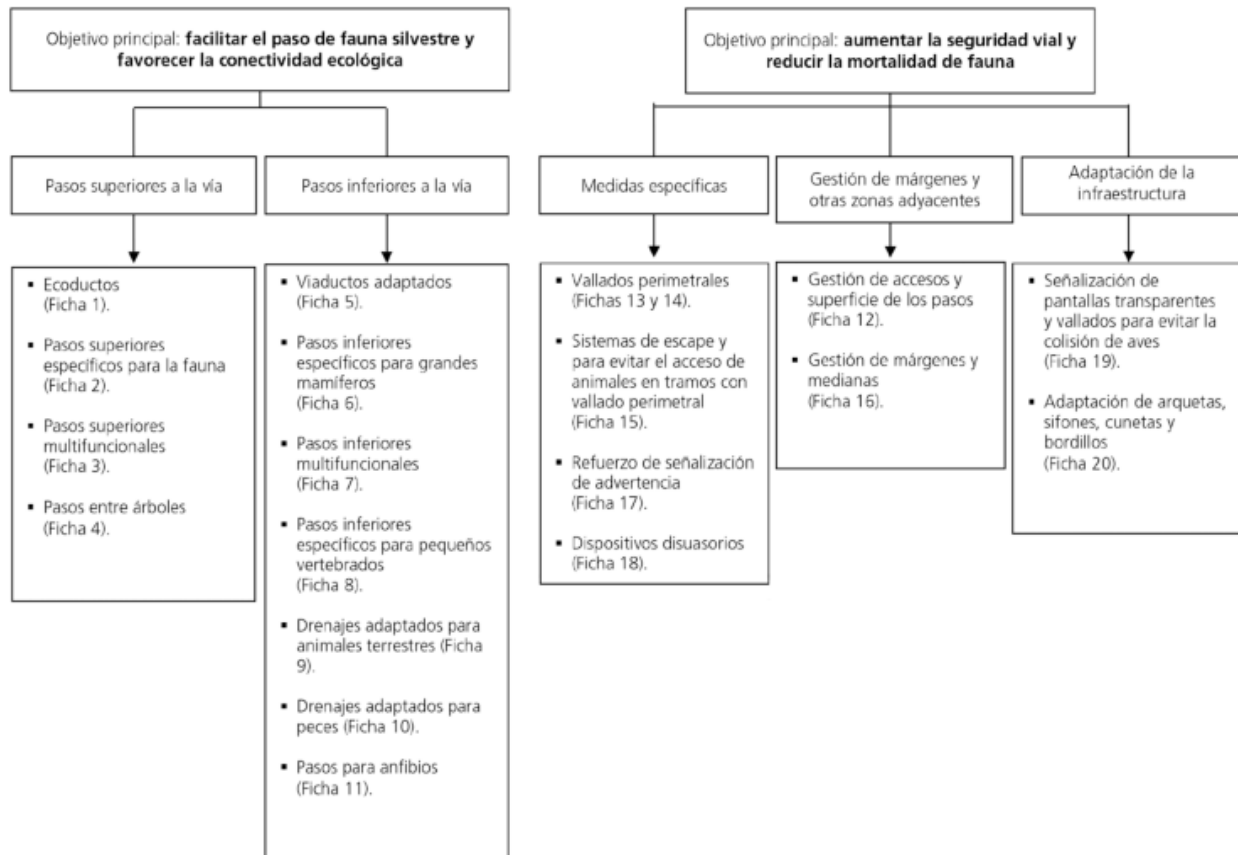 Objetivo principal: facilitar el paso de fauna silvestre y
favorecer la conectividad ecológica
Pasos superiores a la vía
Pasos inferiores a la vía
▪ Ecoductos
(Ficha 1).
▪ Pasos superiores
específicos para la fauna
(Ficha 2).
▪ Pasos superiores
multifuncionales
(Ficha 3).
▪ Pasos entre árboles
(Ficha 4).
▪ Viaductos adaptados
(Ficha 5).
▪ Pasos inferiores
específicos para grandes
mamíferos
(Ficha 6).
▪ Pasos inferiores
multifuncionales
(Ficha 7).
▪ Pasos inferiores
específicos para pequeños
vertebrados
(Ficha 8).
▪ Drenajes adaptados para
animales terrestres (Ficha
9).
▪ Drenajes adaptados para
peces (Ficha 10).
▪ Pasos para anfibios
(Ficha 11).
Objetivo principal: aumentar la seguridad vial y
reducir la mortalidad de fauna
Medidas específicas
Gestión de márgenes y
otras zonas adyacentes
Adaptación de la
infraestructura
▪ Vallados perimetrales
(Fichas 13 y 14).
▪ Sistemas de escape y
para evitar el acceso de
animales en tramos con
vallado perimetral
(Ficha 15).
▪ Refuerzo de señalización
de advertencia
(Ficha 17).
▪ Dispositivos disuasorios
(Ficha 18).
▪ Gestión de accesos y
superficie de los pasos
(Ficha 12).
▪ Gestión de márgenes y
medianas
(Ficha 16).
▪ Señalización de
pantallas transparentes
y vallados para evitar la
colisión de aves
(Ficha 19).
▪ Adaptación de arquetas,
sifones, cunetas y
bordillos
(Ficha 20).